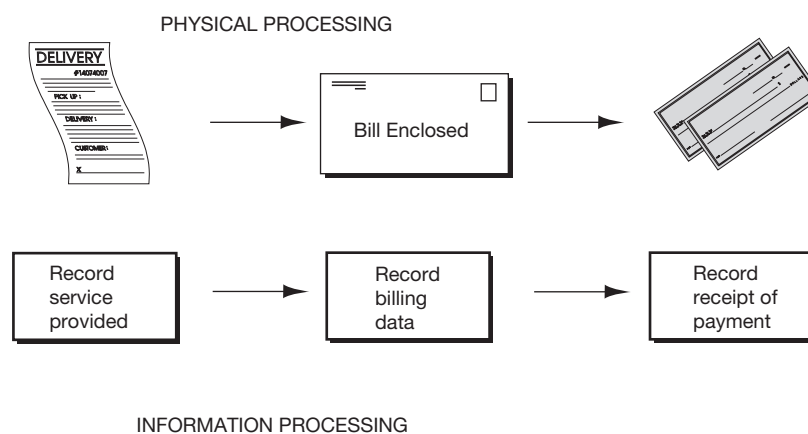 PHYSICAL PROCESSING
DELIVERY
#14074007
PICK UP:
DELIVERY:
CUSTOMER:
X
Bill Enclosed
Record
service
provided
Record
billing
data
Record
receipt of
payment
INFORMATION PROCESSING